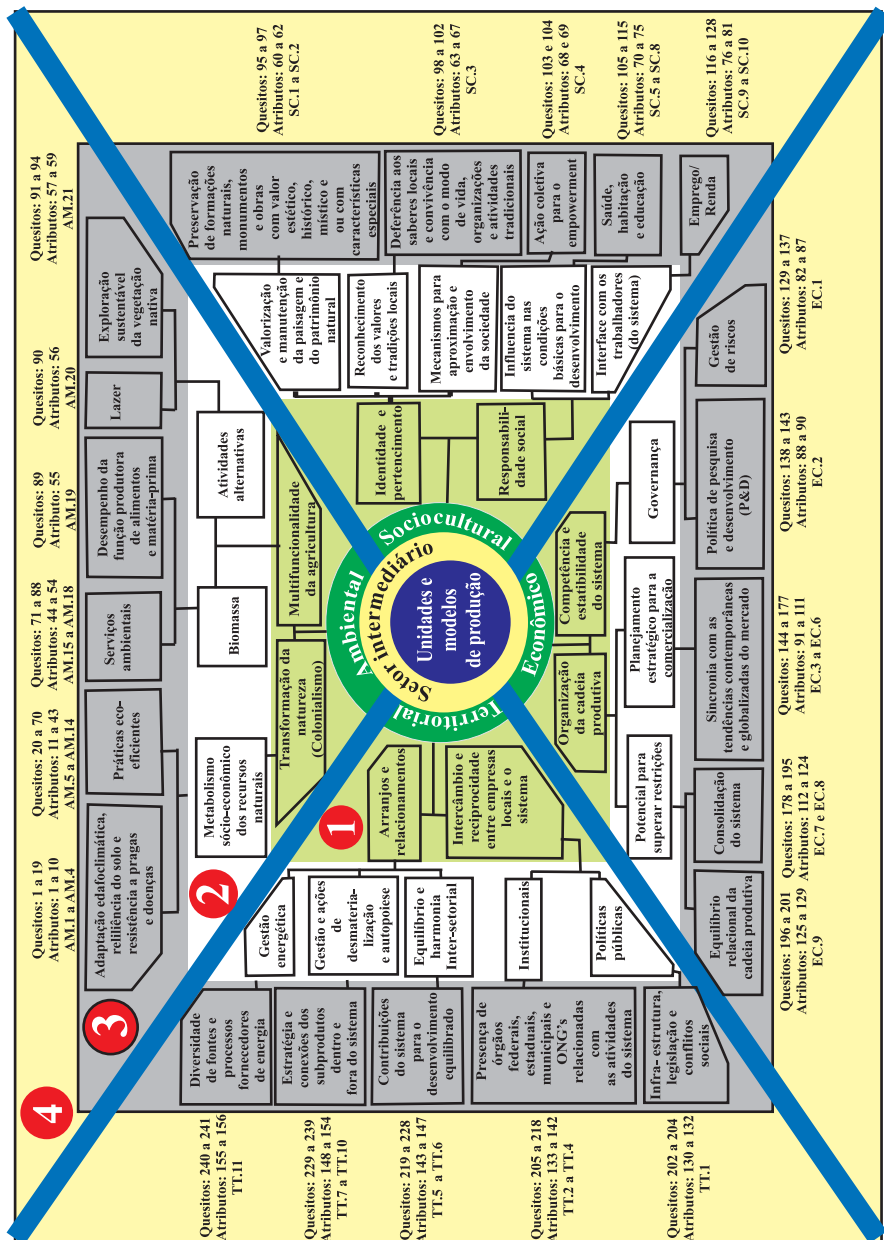 4
3
2
1
Quesitos: 1 a 19
Atributos: 1 a 10
AM.1 a AM.4
Quesitos: 20 a 70
Atributos: 11 a 43
AM.5 a AM.14
Quesitos: 71 a 88
Atributos: 44 a 54
AM.15 a AM.18
Quesitos: 89
Atributo: 55
AM.19
Quesitos: 90
Atributos: 56
AM.20
Quesitos: 91 a 94
Atributos: 57 a 59
AM.21
Adaptação edafoclimática,
reliliência do solo e
resistência a pragas
e doenças
Práticas eco-
eficientes
Serviços
ambientais
Desempenho da
função produtora
de alimentos
e matéria-prima
Lazer
Exploração
sustentável
da vegetação
nativa
Metabolismo
sócio-econômico
dos recursos
naturais
Biomassa
Atividades
alternativas
Transformação da
natureza
(Colonialismo)
Multifuncionalidade
da agricultura
Ambiental
Sociocultural
Econômico
Territorial
Setor intermediário
Unidades e
modelos
de produção
Identidade e
pertencimento
Responsabili-
dade social
Valorização
e manutenção
da paisagem e
do patrimônio
natural
Reconhecimento
dos valores
e tradições locais
Mecanismos para
aproximação e
envolvimento
da sociedade
Influencia do
sistema nas
condições
básicas para o
desenvolvimento
Interface com os
trabalhadores
(do sistema)
Preservação
de formações
naturais,
monumentos
e obras
com valor
estético,
histórico,
místico e
ou com
características
especiais
Deferência aos
saberes locais
e convivência
com o modo
de vida,
organizações
e atividades
tradicionais
Ação coletiva
para o
empowerment
Saúde,
habitação
e educação
Emprego/
Renda
Quesitos: 95 a 97
Atributos: 60 a 62
SC.1 a SC.2
Quesitos: 98 a 102
Atributos: 63 a 67
SC.3
Quesitos: 103 e 104
Atributos: 68 e 69
SC.4
Quesitos: 105 a 115
Atributos: 70 a 75
SC.5 a SC.8
Quesitos: 116 a 128
Atributos: 76 a 81
SC.9 a SC.10
Arranjos e
relacionamentos
Intercâmbio e
reciprocidade
entre empresas
locais e o
sistema
Gestão
energética
Gestão e ações
de
desmateria-
lização
e autopoiese
Equilíbrio e
harmonia
Inter-setorial
Institucionais
Políticas
públicas
Diversidade
de fontes e
processos
fornecedores
de energia
Estratégia e
conexões dos
subprodutos
dentro e
fora do sistema
Contribuições
do sistema
para o
desenvolvimento
equilibrado
Presença de
órgãos
federais,
estaduais,
municipais e
ONG's
relacionadas
com
as atividades
do sistema
Infra- estrutura,
legislação e
conflitos
sociais
Quesitos: 240 a 241
Atributos: 155 a 156
TT.11
Quesitos: 229 a 239
Atributos: 148 a 154
TT.7 a TT.10
Quesitos: 219 a 228
Atributos: 143 a 147
TT.5 a TT.6
Quesitos: 205 a 218
Atributos: 133 a 142
TT.2 a TT.4
Quesitos: 202 a 204
Atributos: 130 a 132
TT.1
Organização
da cadeia
produtiva
Competência e
estatibilidade
do sistema
Potencial para
superar restrições
Planejamento
estratégico para a
comercialização
Governança
Equilíbrio
relacional da
cadeia produtiva
Consolidação
do sistema
Sincronia com as
tendências contemporâneas
e globalizadas do mercado
Política de pesquisa
e desenvolvimento
(P&D)
Gestão
de riscos
Quesitos: 196 a 201
Atributos: 125 a 129
EC.9
Quesitos: 178 a 195
Atributos: 112 a 124
EC.7 e EC.8
Quesitos: 144 a 177
Atributos: 91 a 111
EC.3 a EC.6
Quesitos: 138 a 143
Atributos: 88 a 90
EC.2
Quesitos: 129 a 137
Atributos: 82 a 87
EC.1